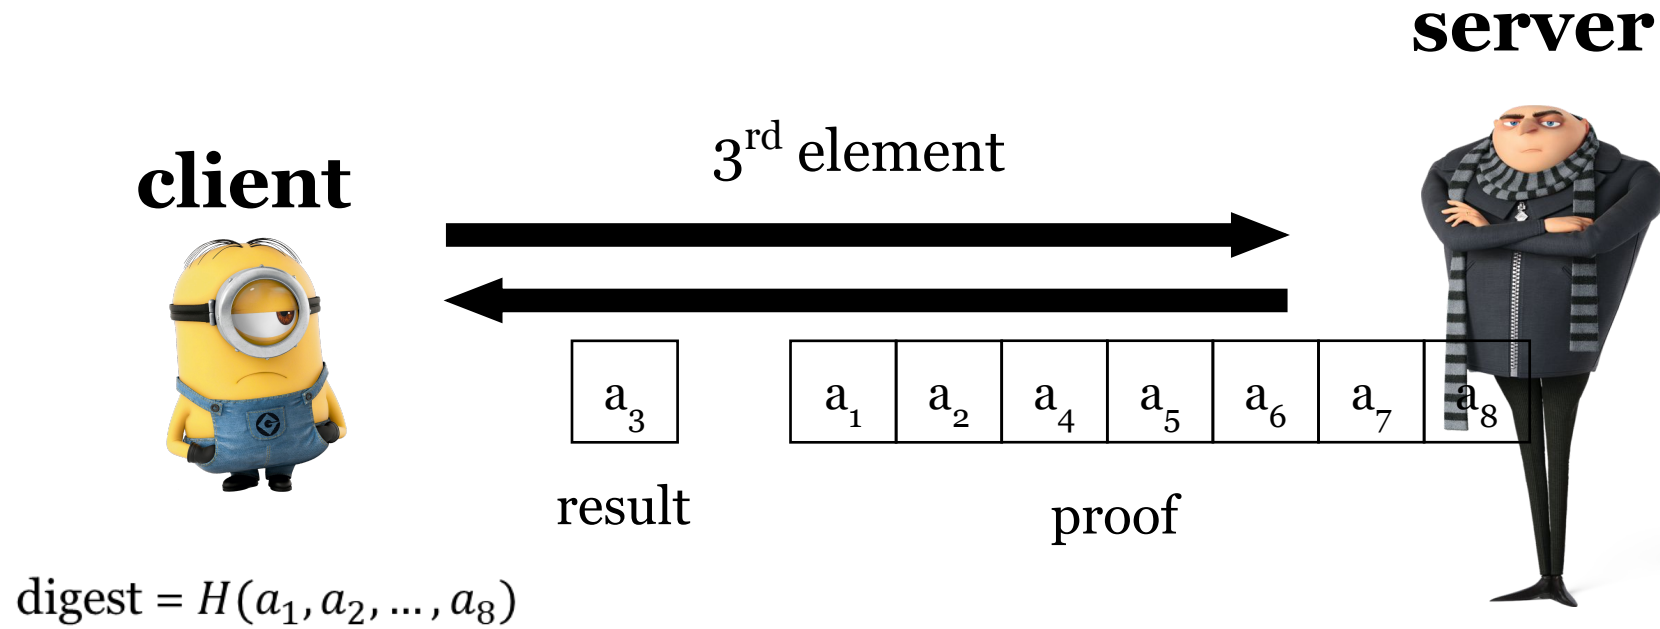 server
client
3rd element
a3
a1 a2 a4 a5 a6 a7 a8
result
proof
digest = H(a1, a2, ... , a8)